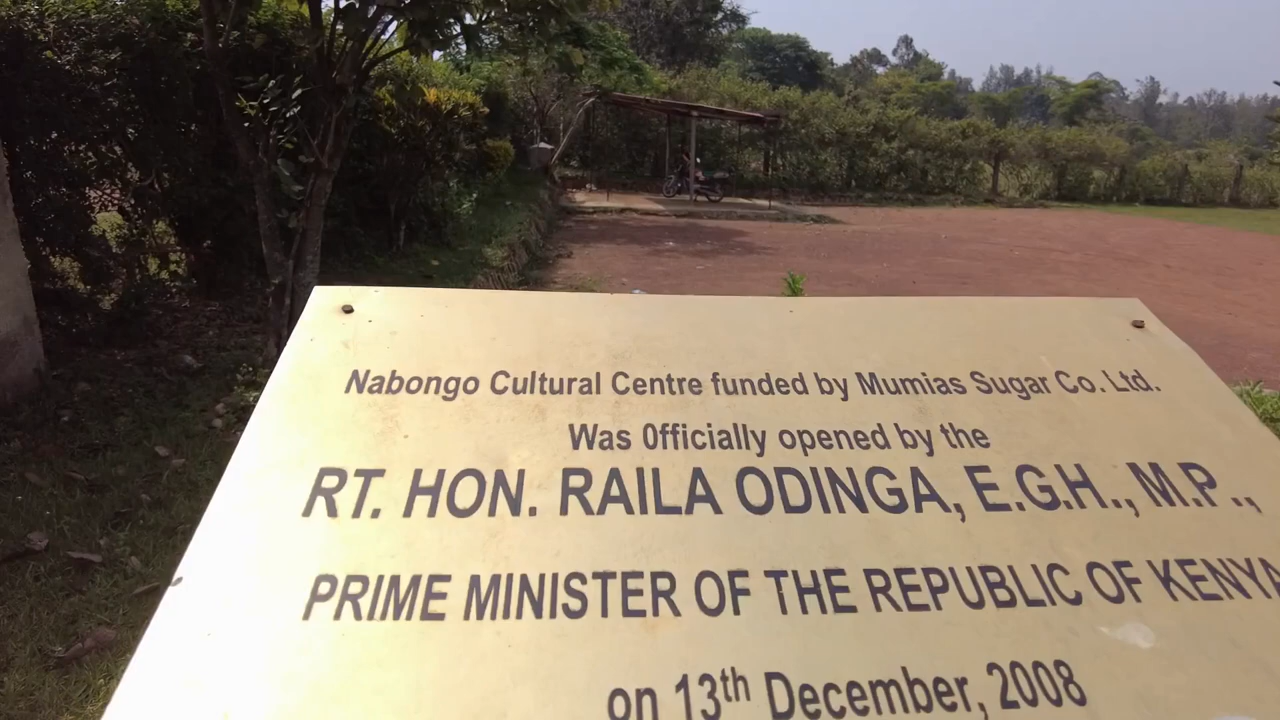 Nabongo Cultural Centre funded by Mumias Sugar Co. Ltd.
Was Officially opened by the
RT. HON. RAILA ODINGA, E.G.H., M.P .,
PRIME MINISTER OF THE REPUBLIC OF KENYA
on 13th December, 2008